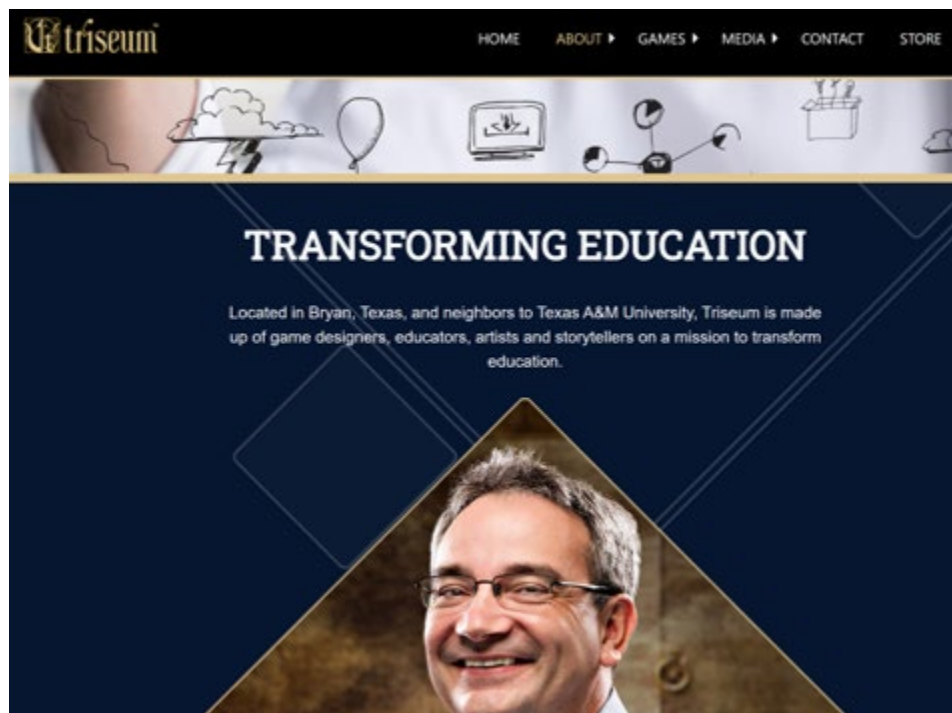 triseum
HOME ABOUT GAMES MEDIA CONTACT STORE
TRANSFORMING EDUCATION
Located in Bryan, Texas, and neighbors to Texas A&M University, Triseum is made
up of game designers, educators, artists and storytellers on a mission to transform
education.